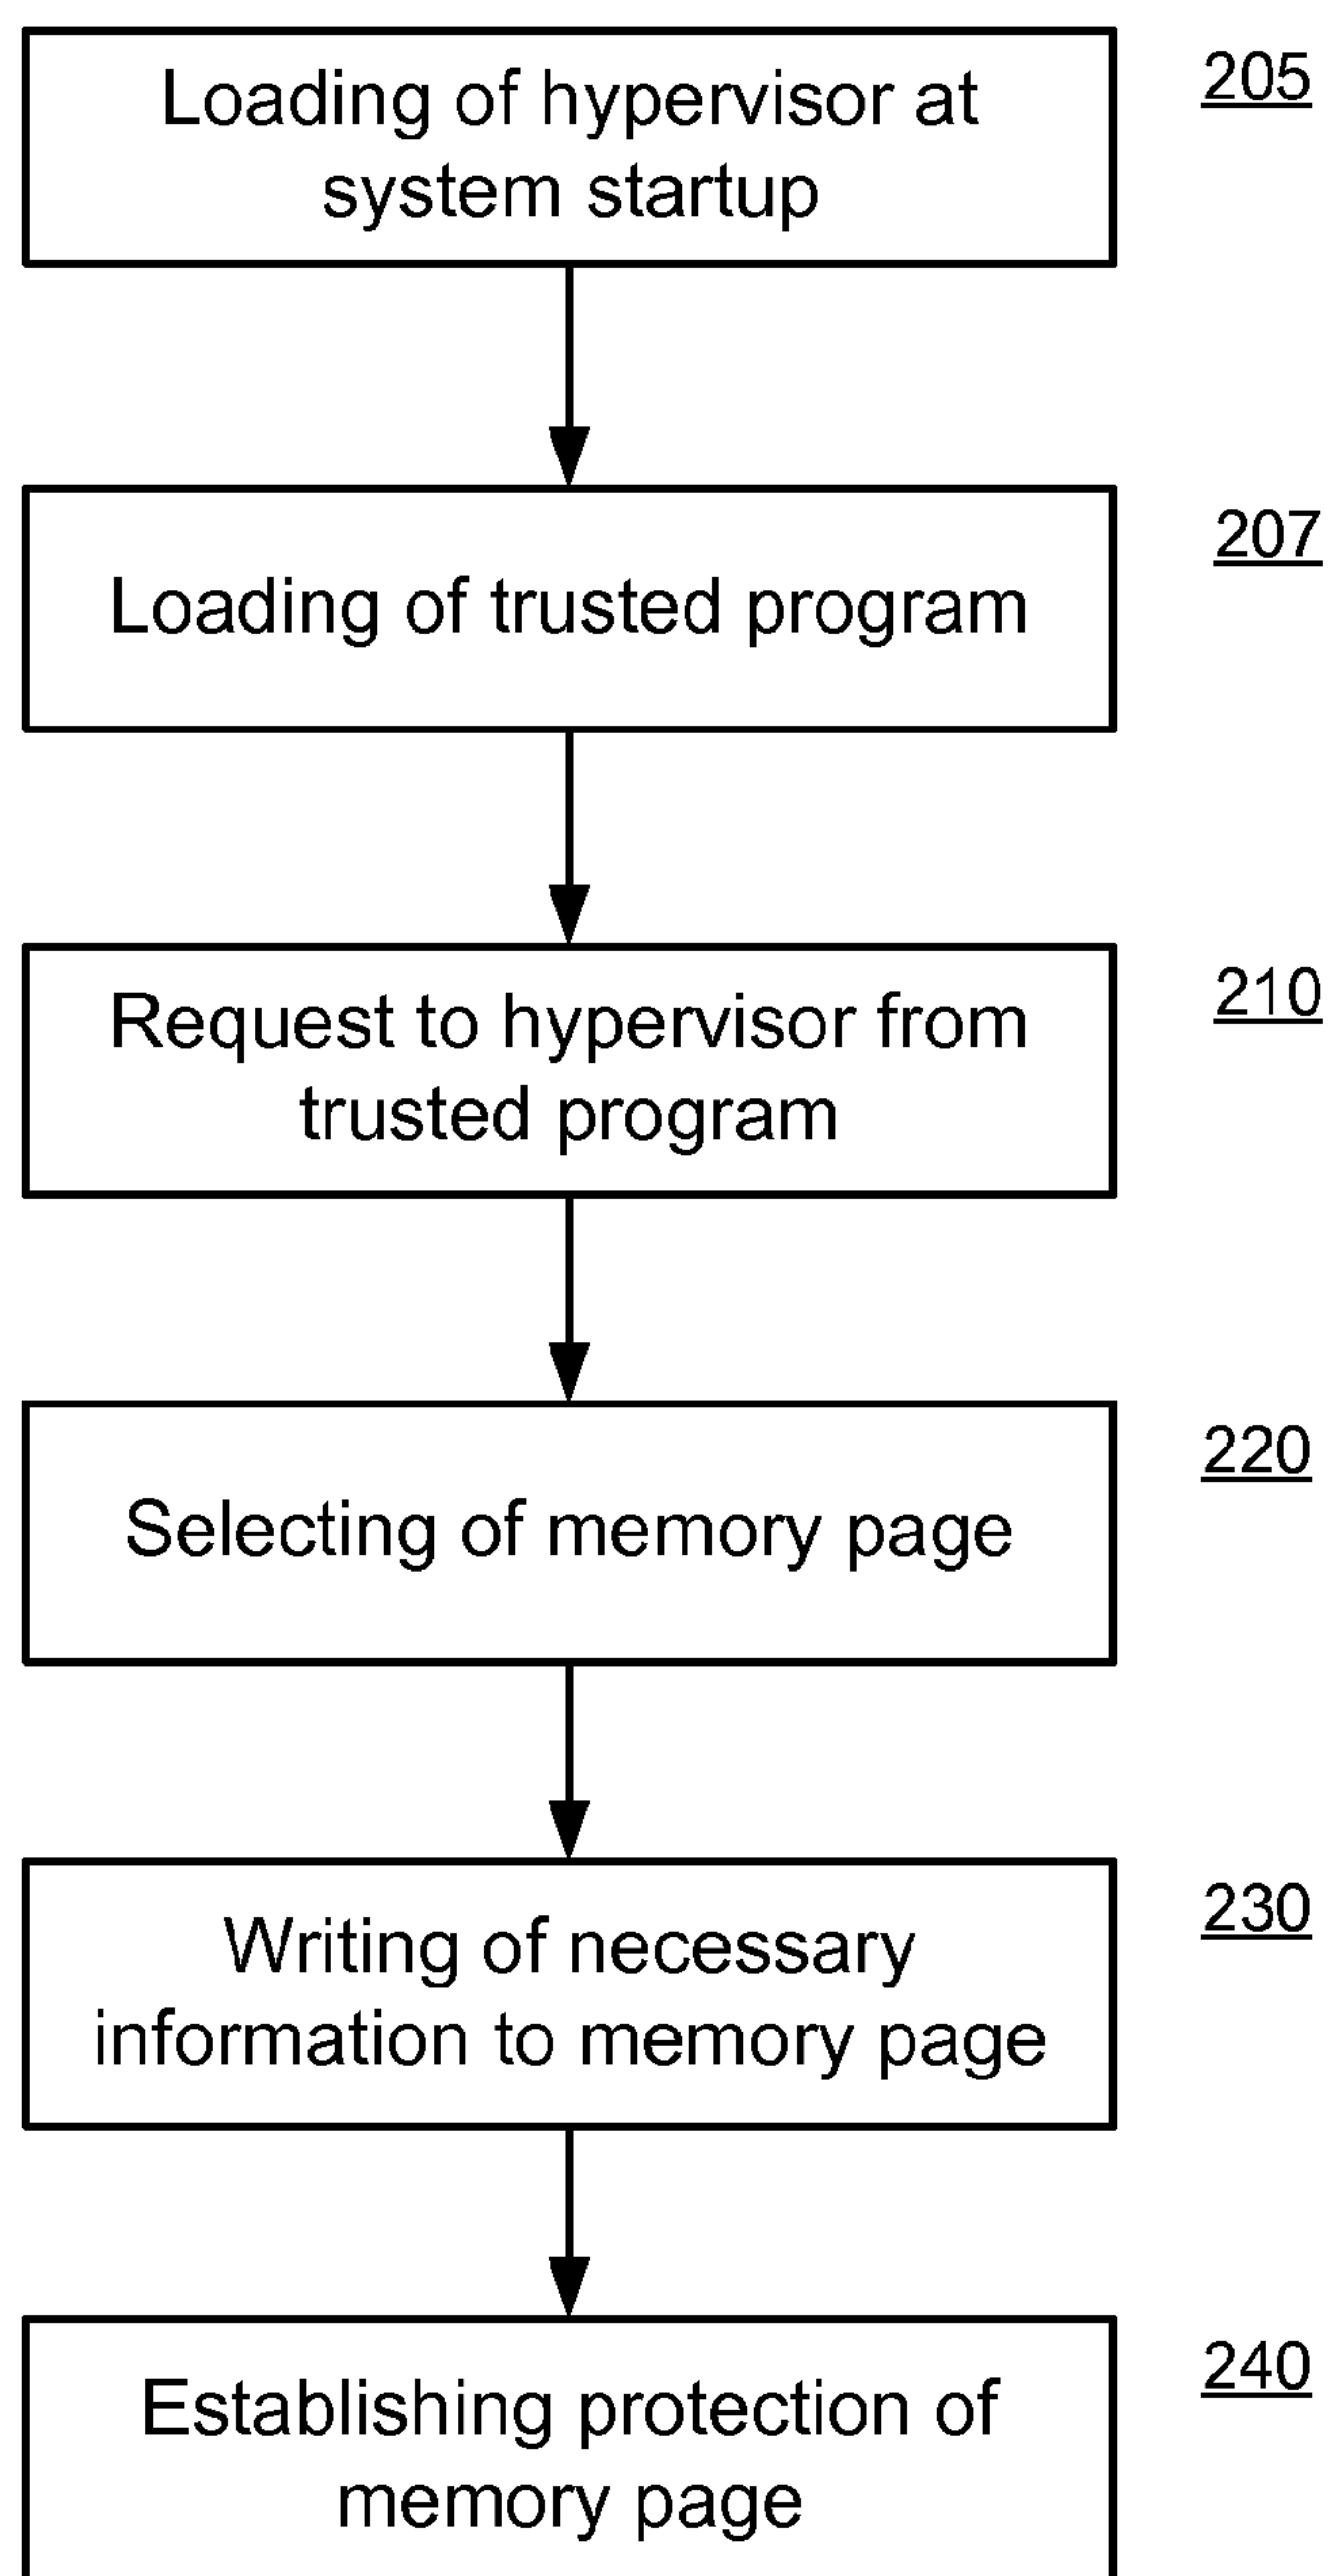 Loading of hypervisor at
system startup
205
Loading of trusted program
207
Request to hypervisor from
trusted program
210
Selecting of memory page
220
Writing of necessary
information to memory page
230
Establishing protection of
memory page
240